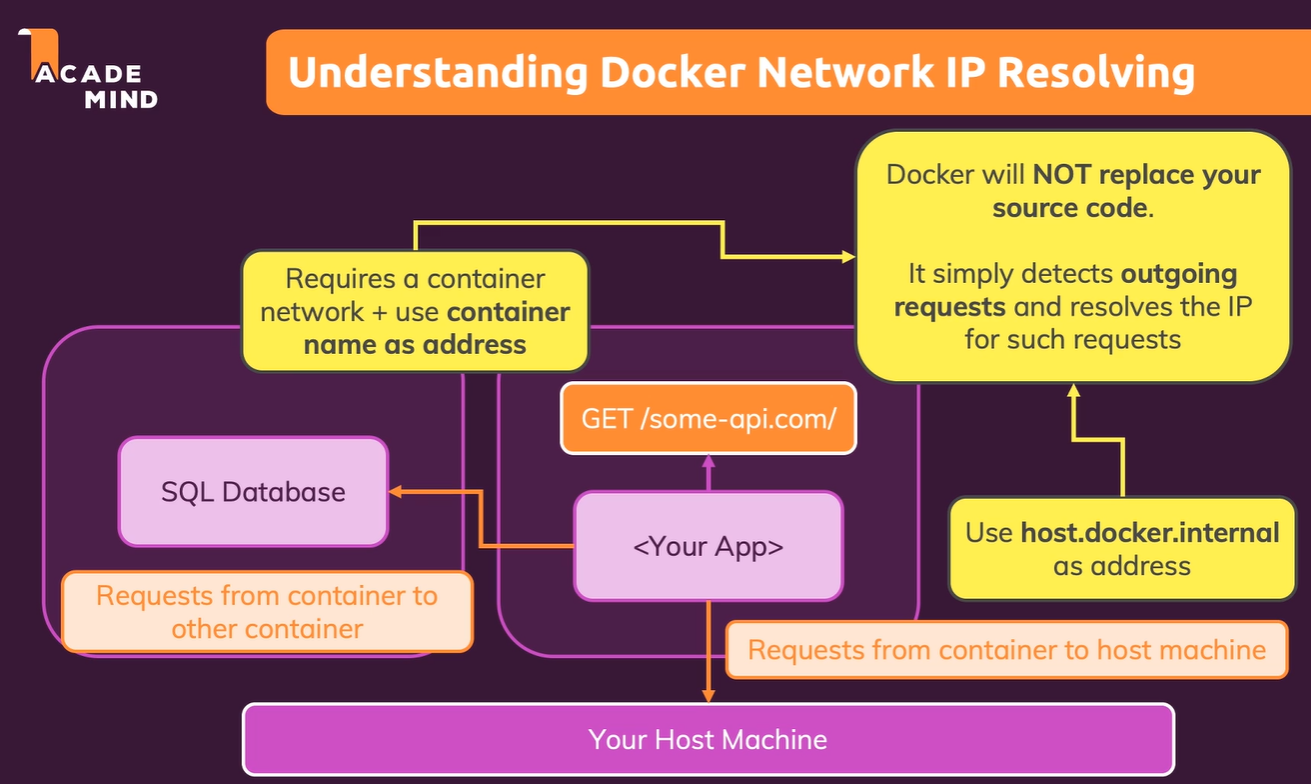 ACADE
MIND
Understanding Docker Network IP Resolving
Docker will NOT replace your
source code.
It simply detects outgoing
requests and resolves the IP
for such requests
Requires a container
network + use container
name as address
GET /some-api.com/
SQL Database
<Your App>
Use host.docker.internal
as address
Requests from container to
other container
Requests from container to host machine
Your Host Machine